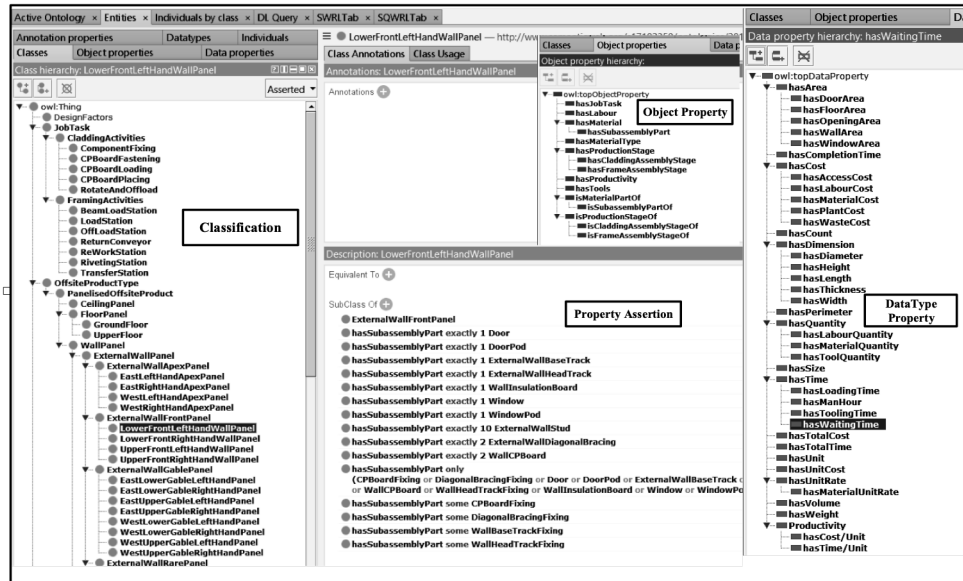 Active Ontology × Entities × Individuals by class × DL Query × SWRLTab × SQWRLTab ×
Annotation properties Datatypes Individuals
Classes Object properties Data properties
Class hierarchy: LowerFrontLeftHandWallPanel
Asserted
owl:Thing
DesignFactors
JobTask
CladdingActivities
ComponentFixing
CPBoardFastening
CPBoardLoading
CPBoardPlacing
RotateAndOffload
FramingActivities
BeamLoadStation
LoadStation
OffLoadStation
ReturnConveyor
ReWorkStation
RivetingStation
TransferStation
OffsiteProductType
PanelisedOffsiteProduct
CeilingPanel
FloorPanel
GroundFloor
UpperFloor
WallPanel
ExternalWallPanel
ExternalWallApexPanel
EastLeftHandApexPanel
EastRightHandApexPanel
WestLeftHandApexPanel
WestRightHandApexPanel
ExternalWallFrontPanel
LowerFrontLeftHandWallPanel
LowerFrontRightHandWallPanel
UpperFrontLeftHandWallPanel
UpperFrontRightHandWallPanel
ExternalWallGablePanel
EastLowerGableLeftHandPanel
EastLowerGableRightHandPanel
EastUpperGableLeftHandPanel
EastUpperGableRightHandPanel
WestLowerGableLeftHandPanel
WestLowerGableRightHandPanel
WestUpperGableLeftHandPanel
WestUpperGableRightHandPanel
ExternalWallRarePanel
Classification
LowerFrontLeftHandWallPanel — http://www
Class Annotations Class Usage
Annotations: LowerFrontLeftHandWallPanel
Annotations
Classes Object properties Data p
Object property hierarchy:
owl:topObjectProperty
hasJobTask
hasLabour
hasMaterial
hasSubassemblyPart
hasMaterialType
hasProductionStage
hasCladdingAssemblyStage
hasFrameAssemblyStage
hasProductivity
hasTools
isMaterialPartOf
isSubassemblyPartOf
isProductionStageOf
isCladdingAssemblyStageOf
isFrameAssemblyStageOf
Object Property
Description: LowerFrontLeftHandWallPanel
Equivalent To
SubClass Of
ExternalWallFrontPanel
hasSubassemblyPart exactly 1 Door
hasSubassemblyPart exactly 1 DoorPod
hasSubassemblyPart exactly 1 ExternalWallBaseTrack
hasSubassemblyPart exactly 1 ExternalWallHeadTrack
hasSubassemblyPart exactly 1 WallInsulationBoard
hasSubassemblyPart exactly 1 Window
hasSubassemblyPart exactly 1 WindowPod
hasSubassemblyPart exactly 10 ExternalWallStud
hasSubassemblyPart exactly 2 ExternalWallDiagonalBracing
hasSubassemblyPart exactly 2 WallCPBoard
hasSubassemblyPart only
(CPBoardFixing or DiagonalBracingFixing or Door or DoorPod or ExternalWallBaseTrack
or WallCPBoard or WallHeadTrackFixing or WallInsulationBoard or Window or WindowPo
hasSubassemblyPart some CPBoardFixing
hasSubassemblyPart some DiagonalBracingFixing
hasSubassemblyPart some WallBaseTrackFixing
hasSubassemblyPart some WallHeadTrackFixing
Property Assertion
Classes Object properties Da
Data property hierarchy: hasWaitingTime
owl:topDataProperty
hasArea
hasDoorArea
hasFloorArea
hasOpeningArea
hasWallArea
hasWindowArea
hasCompletionTime
hasCost
hasAccessCost
hasLabourCost
hasMaterialCost
hasPlantCost
hasWasteCost
hasCount
hasDimension
hasDiameter
hasHeight
hasLength
hasThickness
hasWidth
hasPerimeter
hasQuantity
hasLabourQuantity
hasMaterialQuantity
hasToolQuantity
hasSize
hasTime
hasLoadingTime
hasManHour
hasToolingTime
hasWaitingTime
hasTotalCost
hasTotalTime
hasUnit
hasUnitCost
hasUnitRate
hasMaterialUnitRate
hasVolume
hasWeight
Productivity
hasCost/Unit
hasTime/Unit
DataType
Property